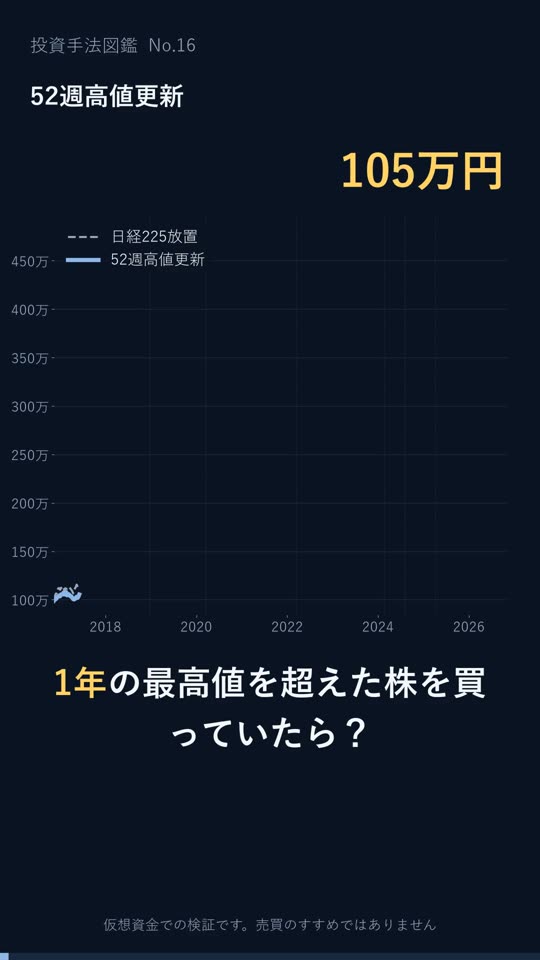 投資手法図鑑 No.16
52週高値更新
105万円
日経225放置
52週高値更新
450万
400万
350万
300万
250万
200万
150万
100万
2018 2020 2022 2024 2026
1年の最高値を超えた株を買
っていたら？
仮想資金での検証です。売買のすすめではありません